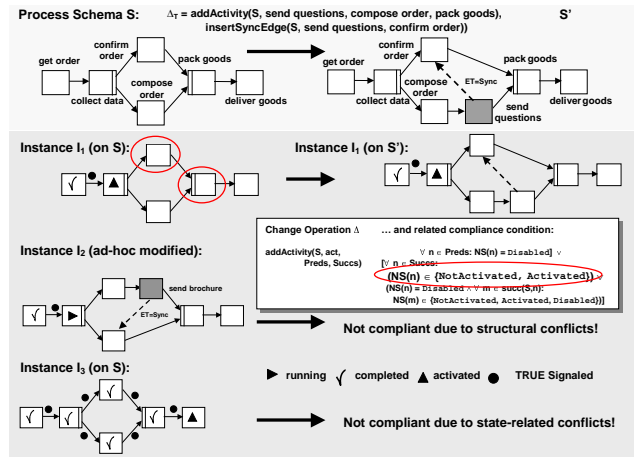 Process Schema S: ΔT = addActivity(S, send questions, compose order, pack goods), S'
insertSyncEdge(S, send questions, confirm order))
confirm order
get order
pack goods
compose order
collect data
deliver goods
confirm order
get order
ET=Sync
pack goods
compose order
collect data
send questions
deliver goods
Instance I1 (on S):
Instance I1 (on S'):
Change Operation Δ … and related compliance condition:
addActivity(S, act, ∀ n ∈ Preds: NS(n) = Disabled] ∨
Preds, Succs) [∀ n ∈ Succs:
(NS(n) ∈ {NotActivated, Activated}) ∨
(NS(n) = Disabled ∧ ∀ m ∈ succ(S,n):
NS(m) ∈ {NotActivated, Activated, Disabled})]
Instance I2 (ad-hoc modified):
send brochure
ET=Sync
Not compliant due to structural conflicts!
Instance I3 (on S):
running completed activated TRUE Signaled
Not compliant due to state-related conflicts!